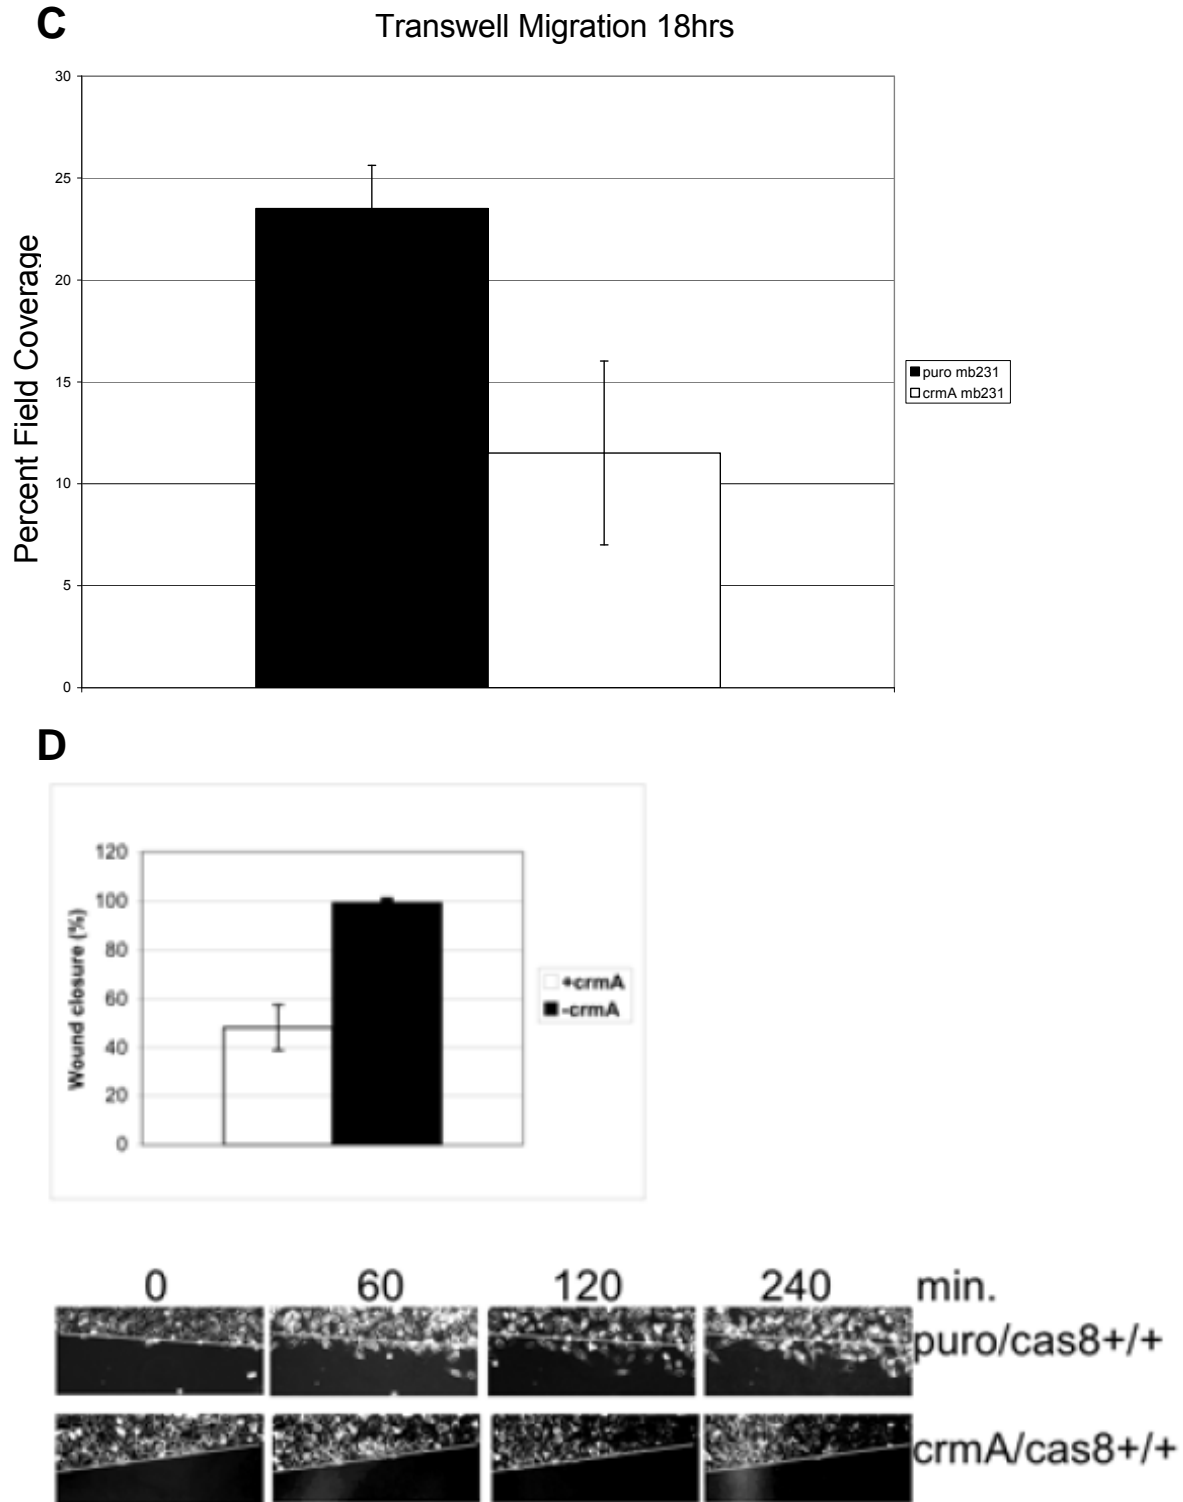 C
Transwell Migration 18hrs
30
25
20
15
10
5
0
Percent Field Coverage
puro mb231
crmA mb231
D
120
100
80
60
40
20
0
Wound closure (%)
+crmA
-crmA
0 60 120 240 min.
puro/cas8+/+
crmA/cas8+/+